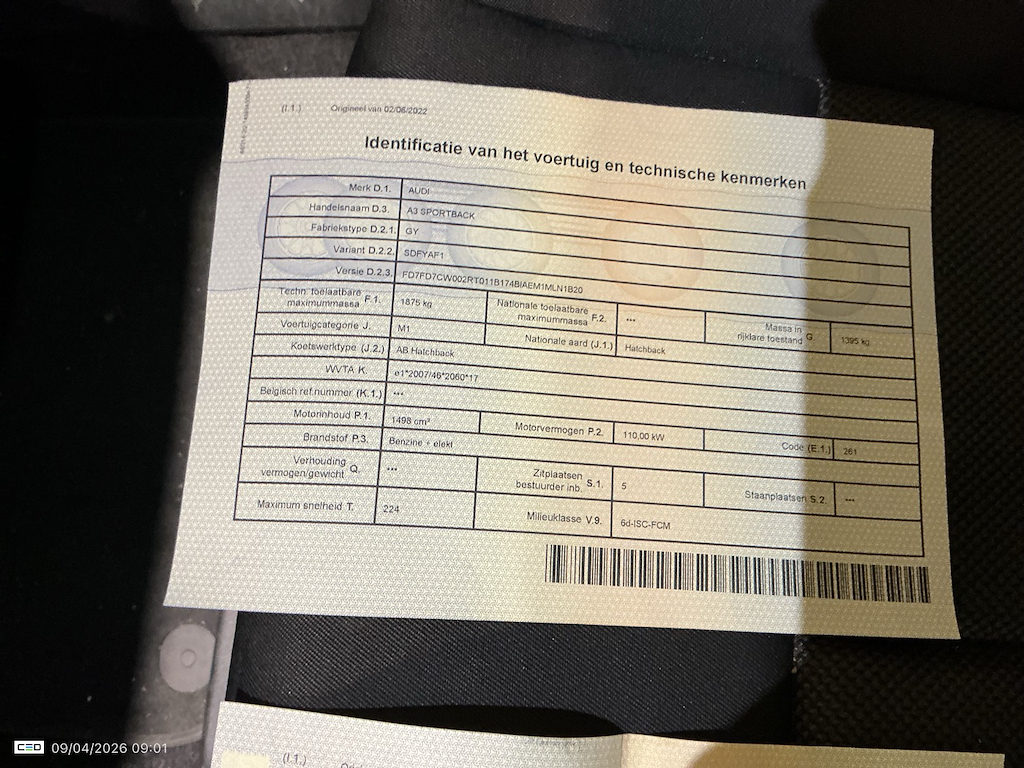 (I.1.) Origineel van 02/06/2022
Identificatie van het voertuig en technische kenmerken
Merk D.1. AUDI
Handelsnaam D.3. A3 SPORTBACK
Fabriekstype D.2.1. GY
Variant D.2.2. SDFYAF1
Versie D.2.3. FD7FD7CW002RT011B174BIAEM1MLN1B20
Techn. toelaatbare maximummassa F.1. 1875 kg Nationale toelaatbare maximummassa F.2. *** Massa in rijklare toestand G. 1395 kg
Voertuigcategorie J. M1 Nationale aard (J.1.) Hatchback
Koetswerktype (J.2.) AB Hatchback
WVTA K. e1*2007/46*2060*17
Belgisch ref.nummer (K.1.) ***
Motorinhoud P.1. 1498 cm³ Motorvermogen P.2. 110,00 kW Code (E.1.) 261
Brandstof P.3. Benzine + elekt
Verhouding vermogen/gewicht Q. *** Zitplaatsen bestuurder inb. S.1. 5 Staanplaatsen S.2. ***
Maximum snelheid T. 224 Milieuklasse V.9. 6d-ISC-FCM
(I.1.)
CEO 09/04/2026 09:01